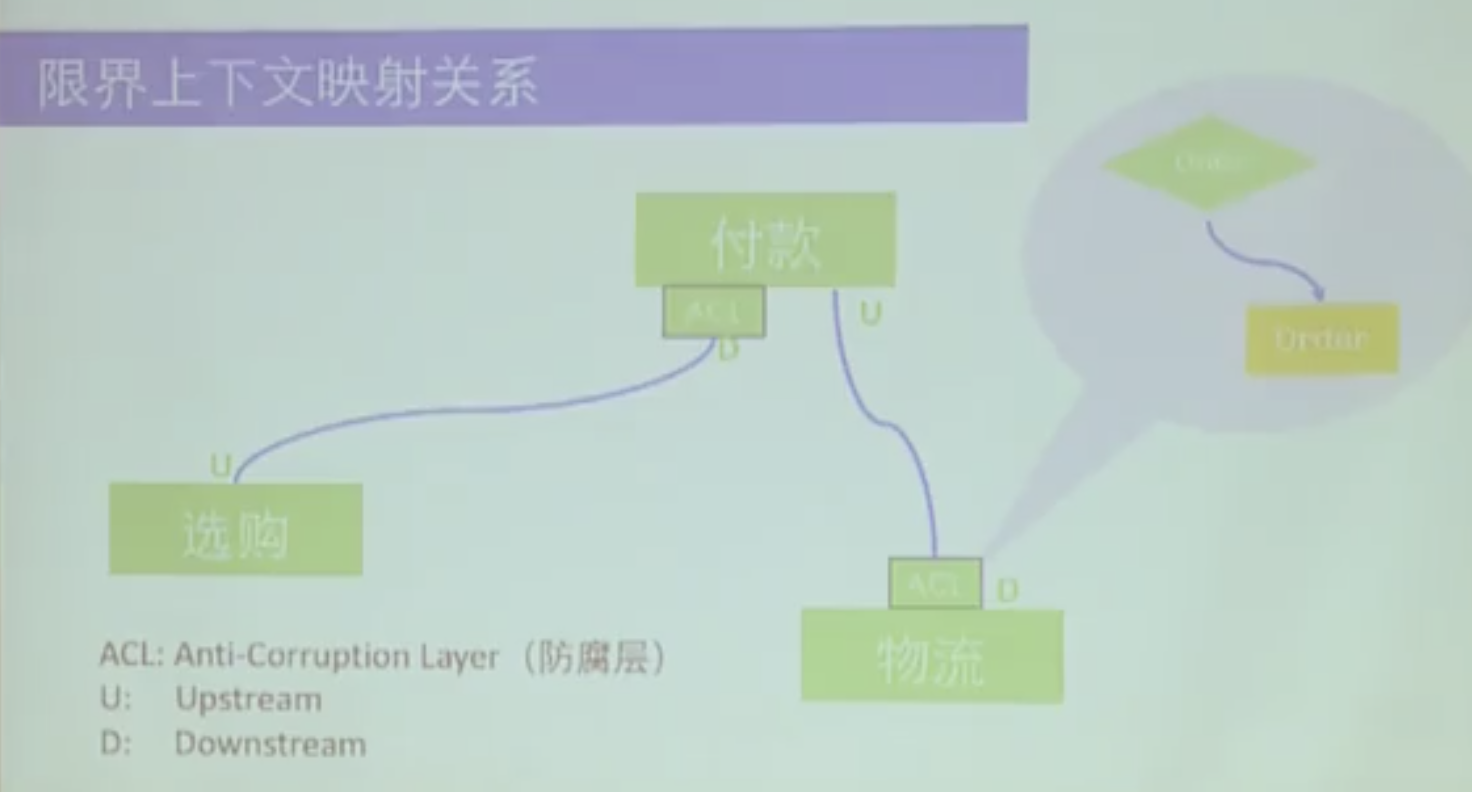 限界上下文映射关系
Order
付款
ACL
U
D
Order
U
选购
ACL
D
物流
ACL: Anti-Corruption Layer（防腐层）
U: Upstream
D: Downstream